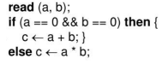 read (a, b);
if (a == 0 && b == 0) then {
c ← a + b; }
else c ← a * b;